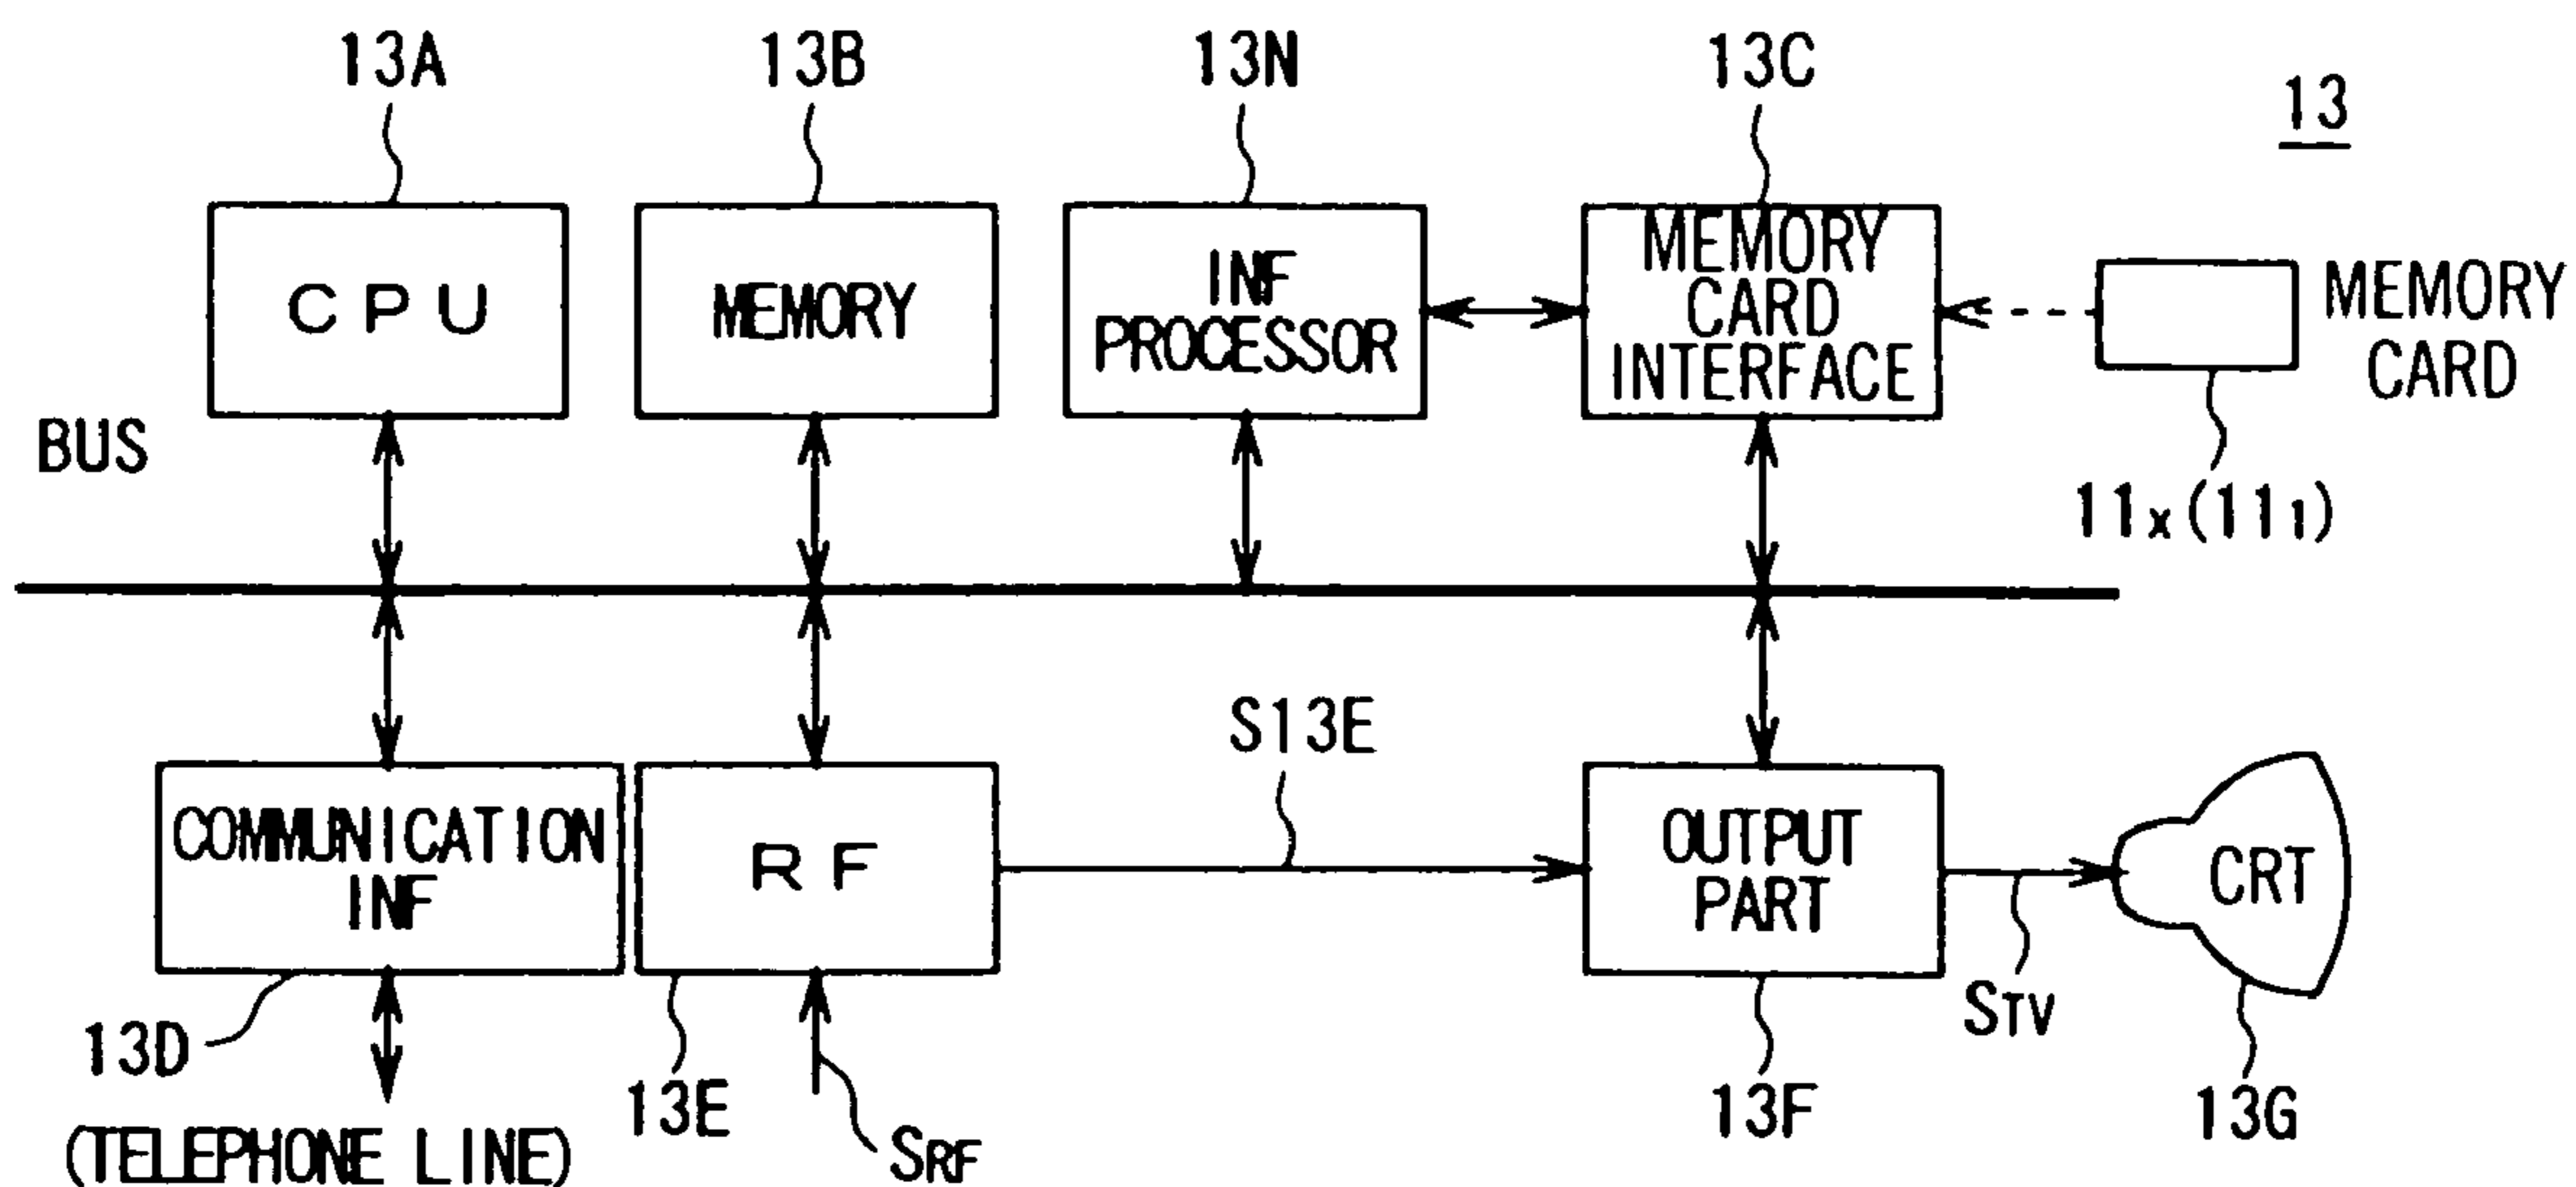 13A 13B 13N 13C 13
CPU
MEMORY
INF
PROCESSOR
MEMORY
CARD
INTERFACE
MEMORY
CARD
BUS
11x(111)
S13E
COMMUNICATION
INF
RF
OUTPUT
PART
CRT
STV
13D
13E
13F
13G
(TELEPHONE LINE)
SRF